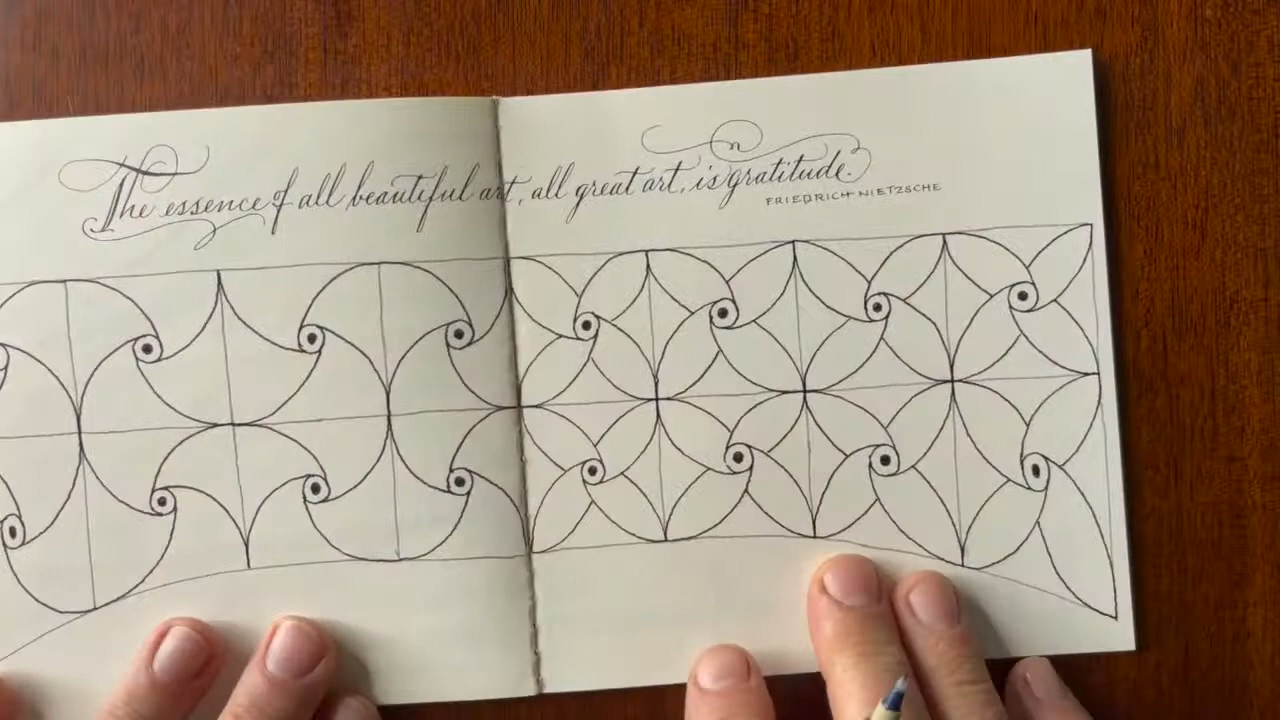 The essence of all beautiful art, all great art, is gratitude.
FRIEDRICH NIETZSCHE